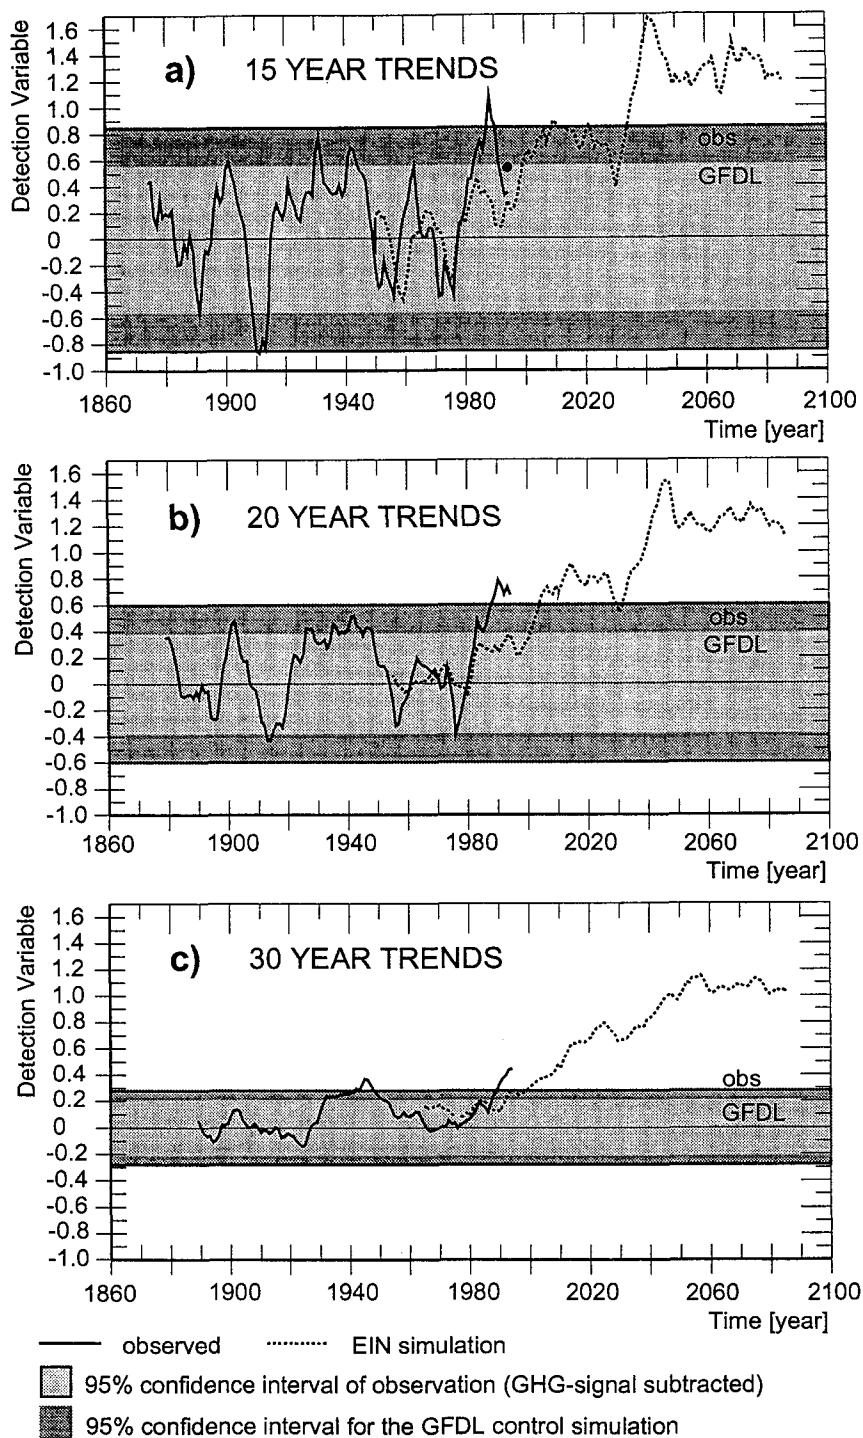 Detection Variable
1.6
1.4
1.2
1.0
0.8
0.6
0.4
0.2
0
-0.2
-0.4
-0.6
-0.8
-1.0
a) 15 YEAR TRENDS
obs
GFDL
1860 1900 1940 1980 2020 2060 2100
Time [year]
Detection Variable
1.6
1.4
1.2
1.0
0.8
0.6
0.4
0.2
0
-0.2
-0.4
-0.6
-0.8
-1.0
b) 20 YEAR TRENDS
obs
GFDL
1860 1900 1940 1980 2020 2060 2100
Time [year]
Detection Variable
1.6
1.4
1.2
1.0
0.8
0.6
0.4
0.2
0
-0.2
-0.4
-0.6
-0.8
-1.0
c) 30 YEAR TRENDS
obs
GFDL
1860 1900 1940 1980 2020 2060 2100
Time [year]
observed EIN simulation
95% confidence interval of observation (GHG-signal subtracted)
95% confidence interval for the GFDL control simulation